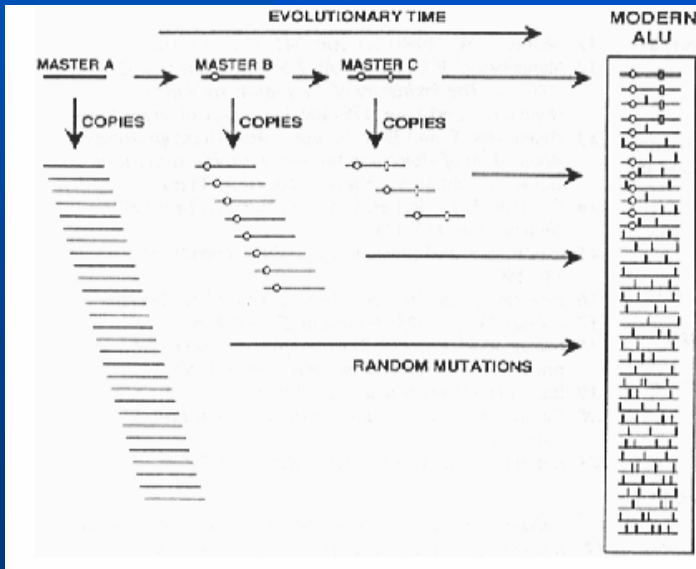 EVOLUTIONARY TIME
MODERN
ALU
MASTER A
MASTER B
MASTER C
COPIES
COPIES
COPIES
RANDOM MUTATIONS